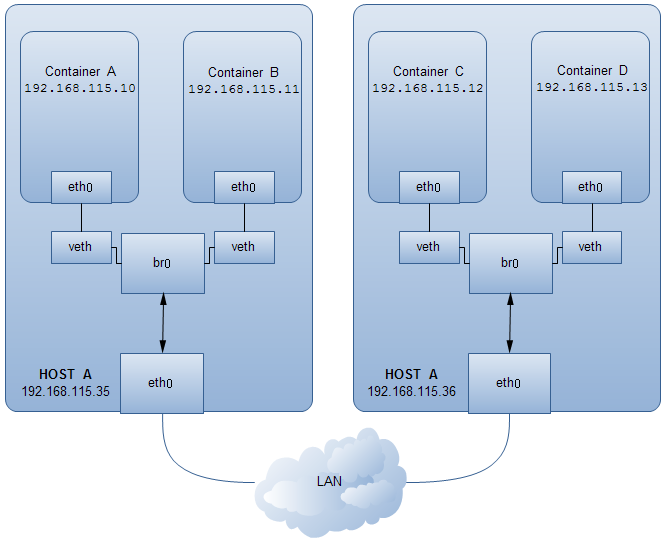 Container A
192.168.115.10
Container B
192.168.115.11
eth0
eth0
veth
br0
veth
HOST A
192.168.115.35
eth0
Container C
192.168.115.12
Container D
192.168.115.13
eth0
eth0
veth
br0
veth
HOST A
192.168.115.36
eth0
LAN